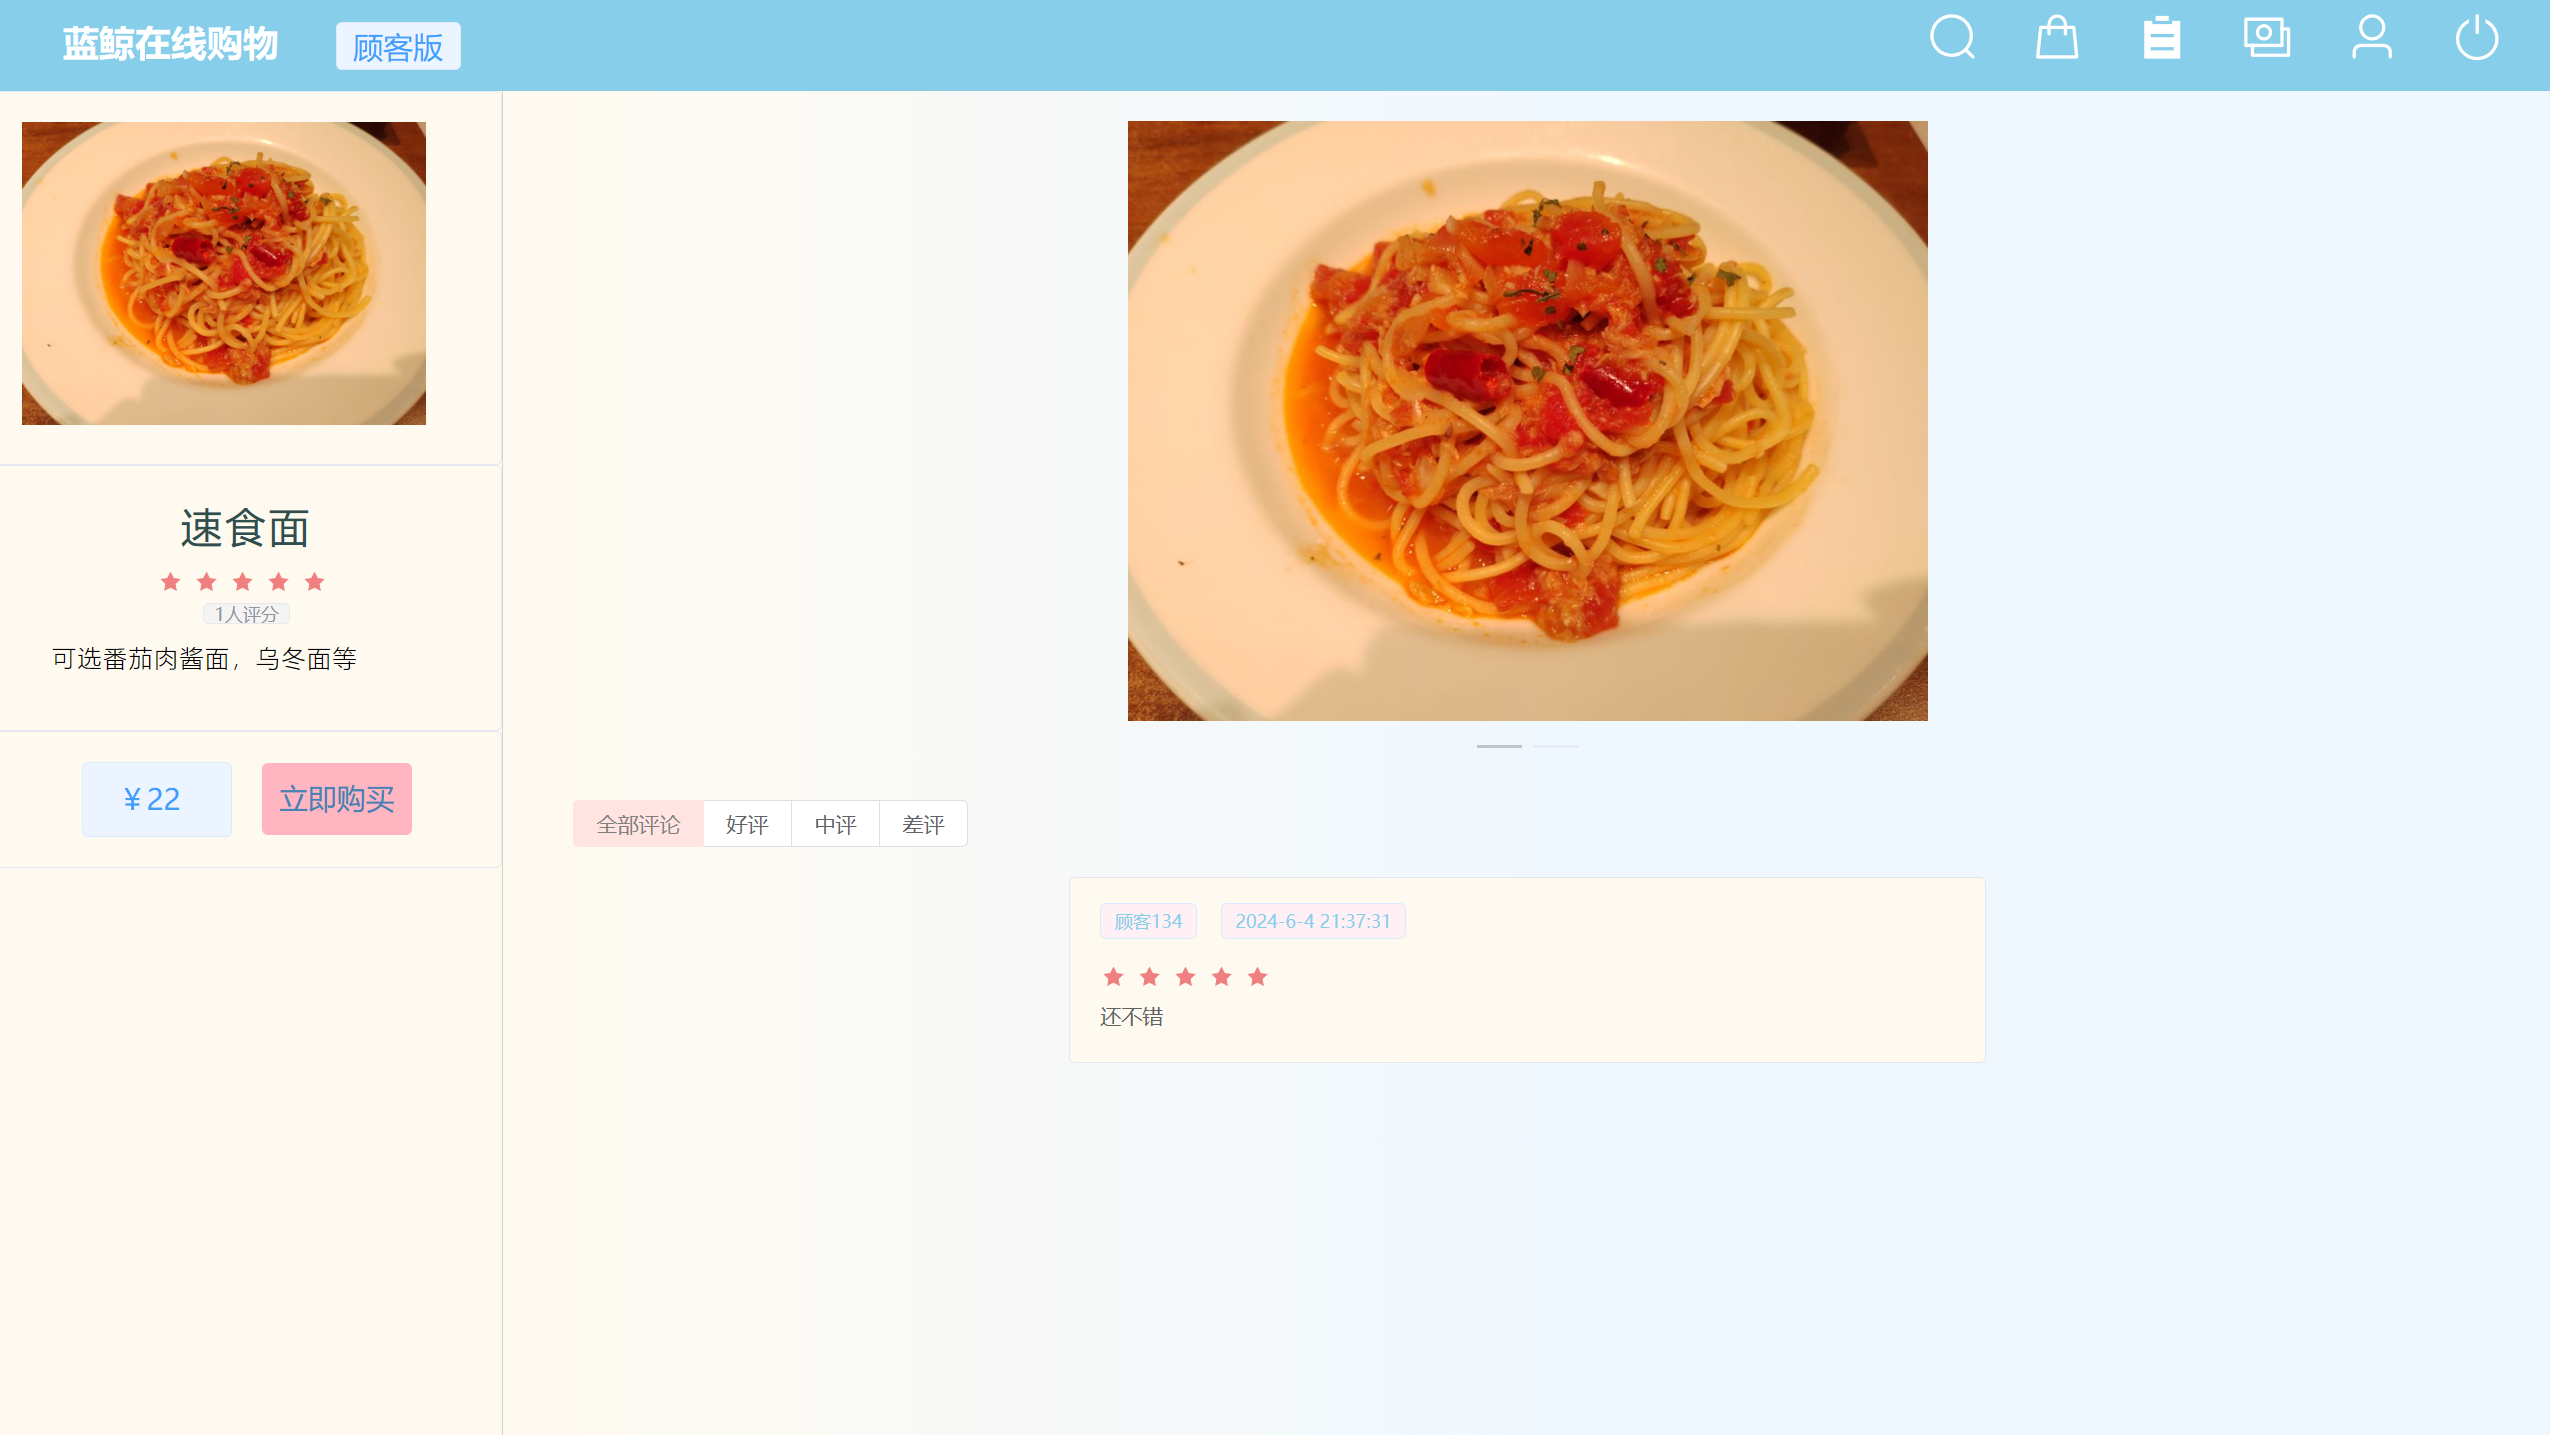 蓝鲸在线购物 顾客版
速食面
1人评分
可选番茄肉酱面，乌冬面等
¥ 22 立即购买
全部评论 好评 中评 差评
顾客134 2024-6-4 21:37:31
还不错